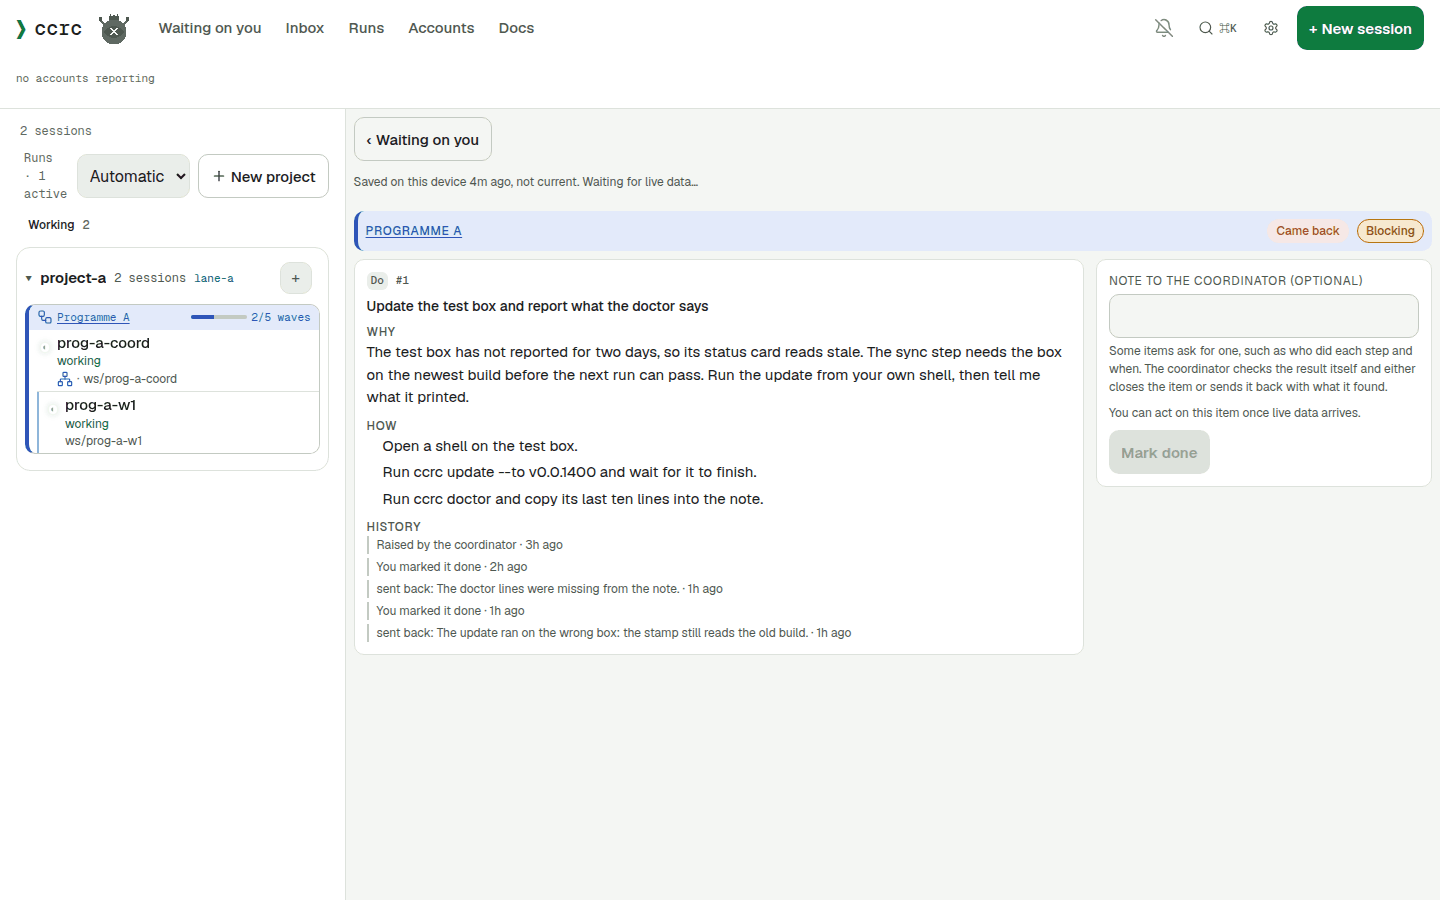 ccrc
Waiting on you
Inbox
Runs
Accounts
Docs
⌘K
+ New session
no accounts reporting
2 sessions
Runs
· 1
active
Automatic
+ New project
Working 2
▾ project-a 2 sessions lane-a
+
Programme A 2/5 waves
prog-a-coord
working
· ws/prog-a-coord
prog-a-w1
working
ws/prog-a-w1
‹ Waiting on you
Saved on this device 4m ago, not current. Waiting for live data…
PROGRAMME A
Came back
Blocking
Do #1
Update the test box and report what the doctor says
WHY
The test box has not reported for two days, so its status card reads stale. The sync step needs the box
on the newest build before the next run can pass. Run the update from your own shell, then tell me
what it printed.
HOW
Open a shell on the test box.
Run ccrc update --to v0.0.1400 and wait for it to finish.
Run ccrc doctor and copy its last ten lines into the note.
HISTORY
Raised by the coordinator · 3h ago
You marked it done · 2h ago
sent back: The doctor lines were missing from the note. · 1h ago
You marked it done · 1h ago
sent back: The update ran on the wrong box: the stamp still reads the old build. · 1h ago
NOTE TO THE COORDINATOR (OPTIONAL)
Some items ask for one, such as who did each step and
when. The coordinator checks the result itself and either
closes the item or sends it back with what it found.
You can act on this item once live data arrives.
Mark done